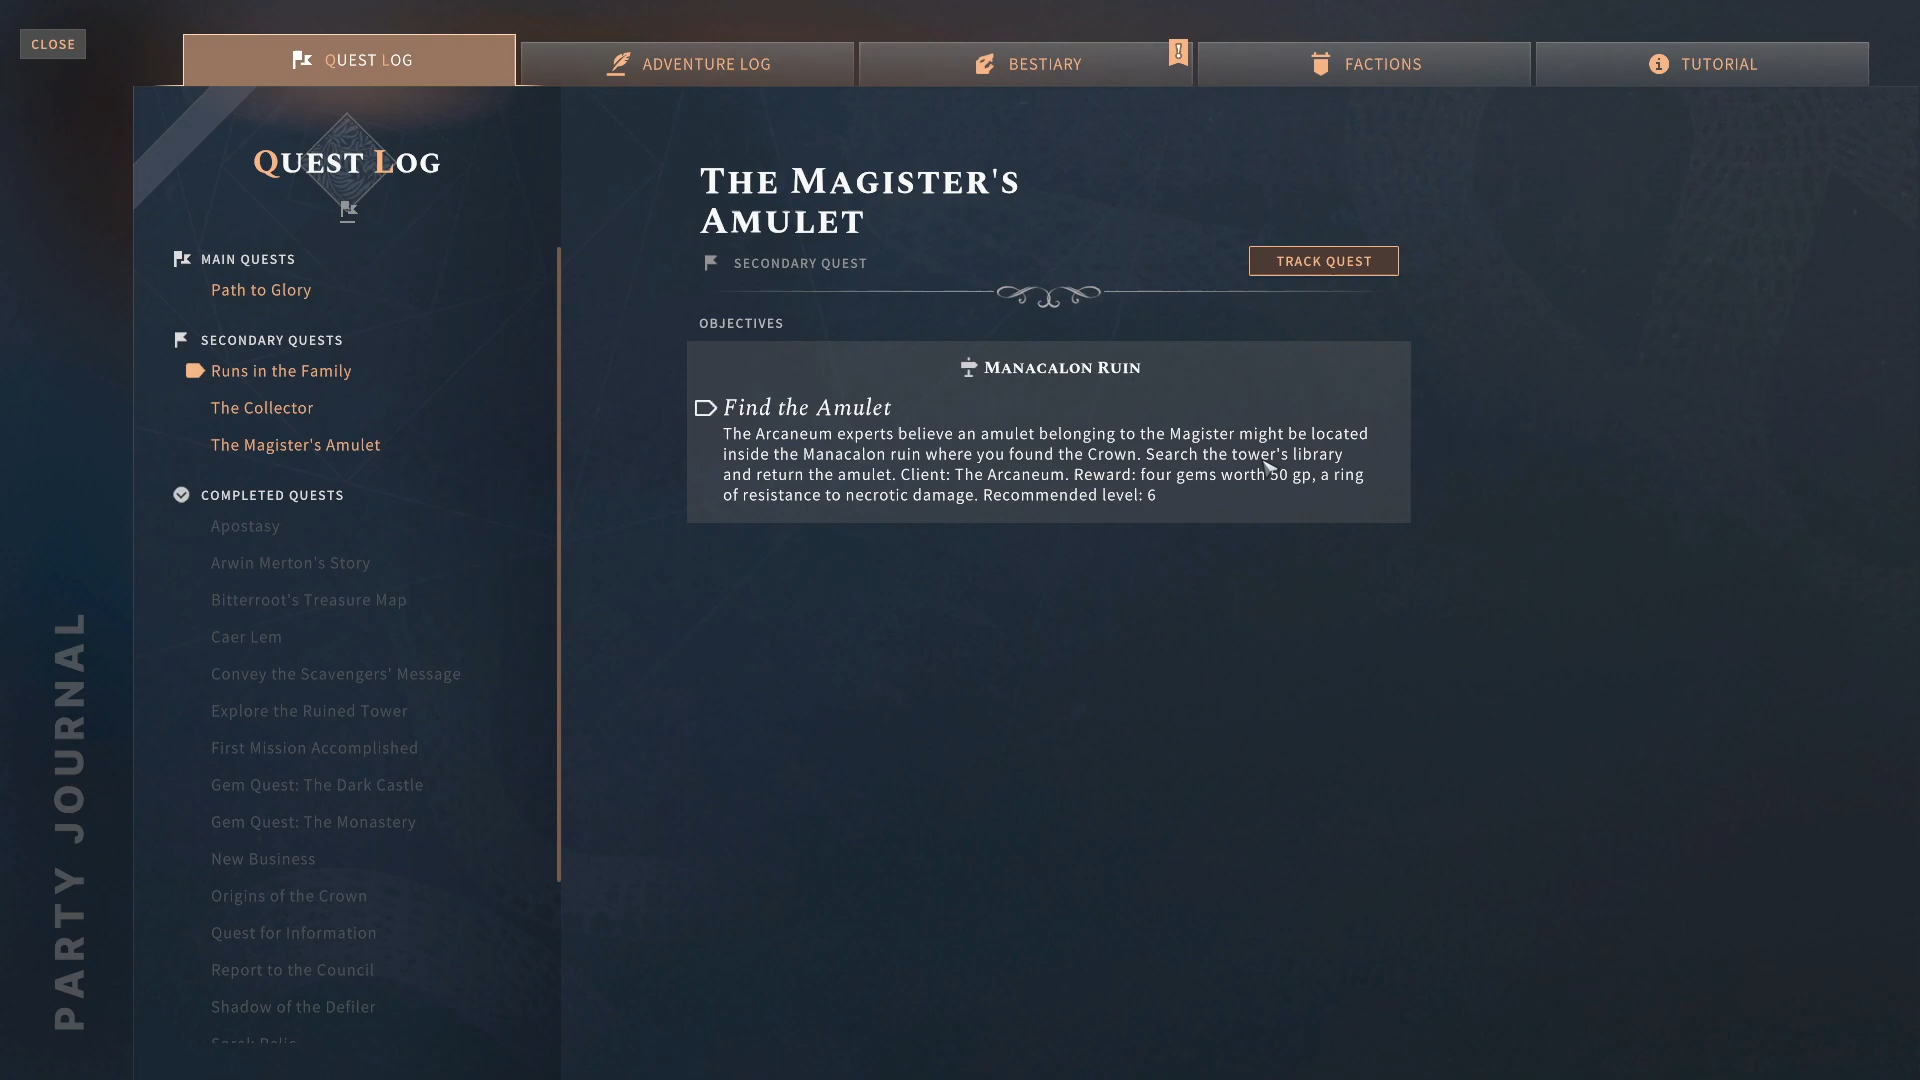 CLOSE
QUEST LOG
ADVENTURE LOG
BESTIARY
FACTIONS
TUTORIAL
QUEST LOG
MAIN QUESTS
Path to Glory
SECONDARY QUESTS
Runs in the Family
The Collector
The Magister's Amulet
COMPLETED QUESTS
Apostasy
Arwin Merton's Story
Bitterroot's Treasure Map
Caer Lem
Convey the Scavengers' Message
Explore the Ruined Tower
First Mission Accomplished
Gem Quest: The Dark Castle
Gem Quest: The Monastery
New Business
Origins of the Crown
Quest for Information
Report to the Council
Shadow of the Defiler
PARTY JOURNAL
THE MAGISTER'S
AMULET
SECONDARY QUEST
TRACK QUEST
OBJECTIVES
MANACALON RUIN
Find the Amulet
The Arcaneum experts believe an amulet belonging to the Magister might be located
inside the Manacalon ruin where you found the Crown. Search the tower's library
and return the amulet. Client: The Arcaneum. Reward: four gems worth 50 gp, a ring
of resistance to necrotic damage. Recommended level: 6